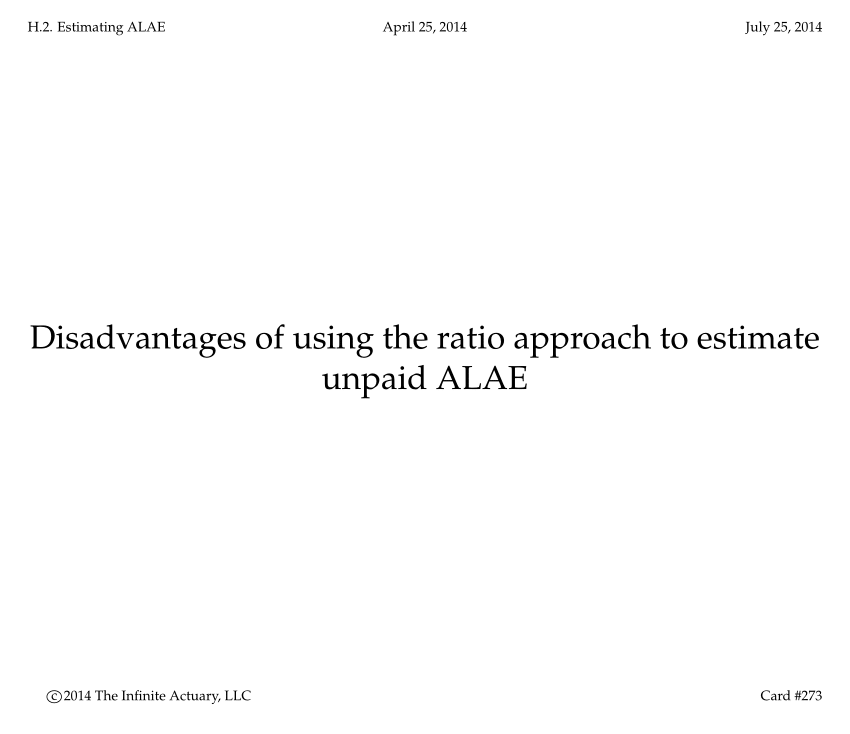 H.2. Estimating ALAE April 25, 2014 July 25, 2014
Disadvantages of using the ratio approach to estimate
unpaid ALAE
©2014 The Infinite Actuary, LLC Card #273